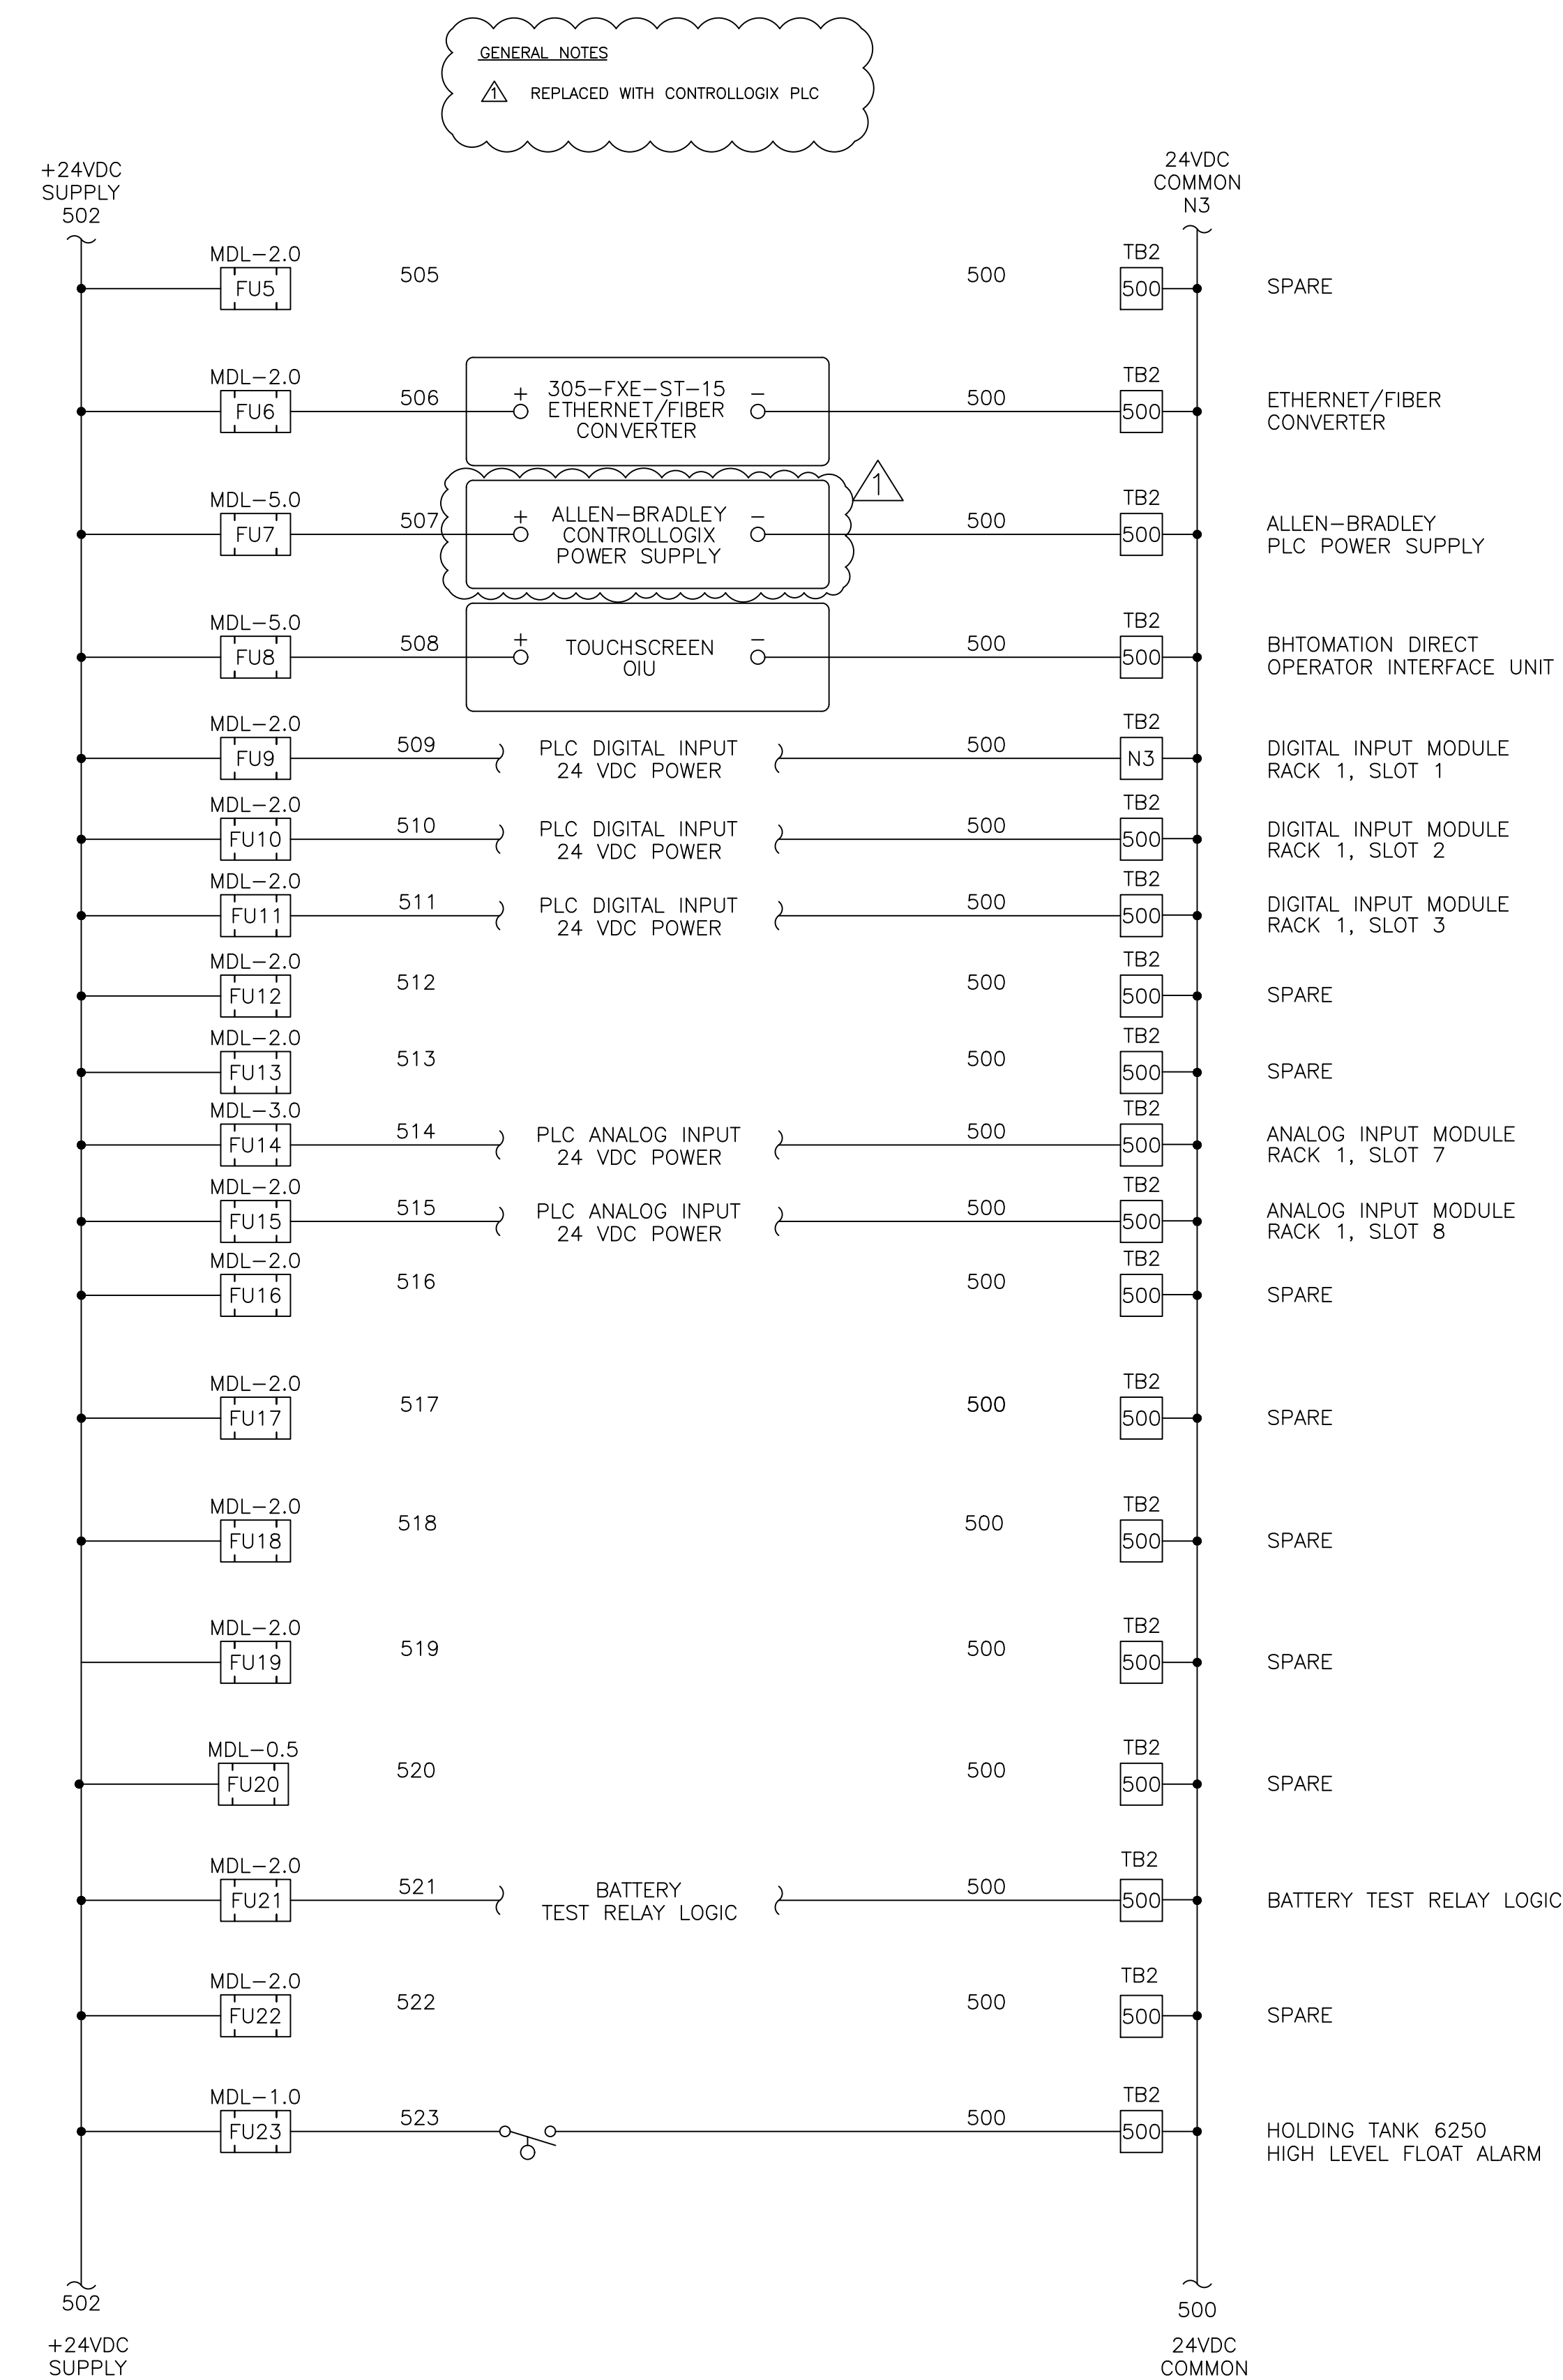 GENERAL NOTES
1 REPLACED WITH CONTROLLOGIX PLC
+24VDC
SUPPLY
502
24VDC
COMMON
N3
MDL-2.0
FU5
505
500
TB2
500
SPARE
MDL-2.0
FU6
506
+
305-FXE-ST-15
ETHERNET/FIBER
CONVERTER
-
500
TB2
500
ETHERNET/FIBER
CONVERTER
MDL-5.0
FU7
507
+
ALLEN-BRADLEY
CONTROLLOGIX
POWER SUPPLY
-
1
500
TB2
500
ALLEN-BRADLEY
PLC POWER SUPPLY
MDL-5.0
FU8
508
+
TOUCHSCREEN
OIU
-
500
TB2
500
BHTOMATION DIRECT
OPERATOR INTERFACE UNIT
MDL-2.0
FU9
509
PLC DIGITAL INPUT
24 VDC POWER
500
TB2
N3
DIGITAL INPUT MODULE
RACK 1, SLOT 1
MDL-2.0
FU10
510
PLC DIGITAL INPUT
24 VDC POWER
500
TB2
500
DIGITAL INPUT MODULE
RACK 1, SLOT 2
MDL-2.0
FU11
511
PLC DIGITAL INPUT
24 VDC POWER
500
TB2
500
DIGITAL INPUT MODULE
RACK 1, SLOT 3
MDL-2.0
FU12
512
500
TB2
500
SPARE
MDL-2.0
FU13
513
500
TB2
500
SPARE
MDL-3.0
FU14
514
PLC ANALOG INPUT
24 VDC POWER
500
TB2
500
ANALOG INPUT MODULE
RACK 1, SLOT 7
MDL-2.0
FU15
515
PLC ANALOG INPUT
24 VDC POWER
500
TB2
500
ANALOG INPUT MODULE
RACK 1, SLOT 8
MDL-2.0
FU16
516
500
TB2
500
SPARE
MDL-2.0
FU17
517
500
TB2
500
SPARE
MDL-2.0
FU18
518
500
TB2
500
SPARE
MDL-2.0
FU19
519
500
TB2
500
SPARE
MDL-0.5
FU20
520
500
TB2
500
SPARE
MDL-2.0
FU21
521
BATTERY
TEST RELAY LOGIC
500
TB2
500
BATTERY TEST RELAY LOGIC
MDL-2.0
FU22
522
500
TB2
500
SPARE
MDL-1.0
FU23
523
500
TB2
500
HOLDING TANK 6250
HIGH LEVEL FLOAT ALARM
502
+24VDC
SUPPLY
500
24VDC
COMMON